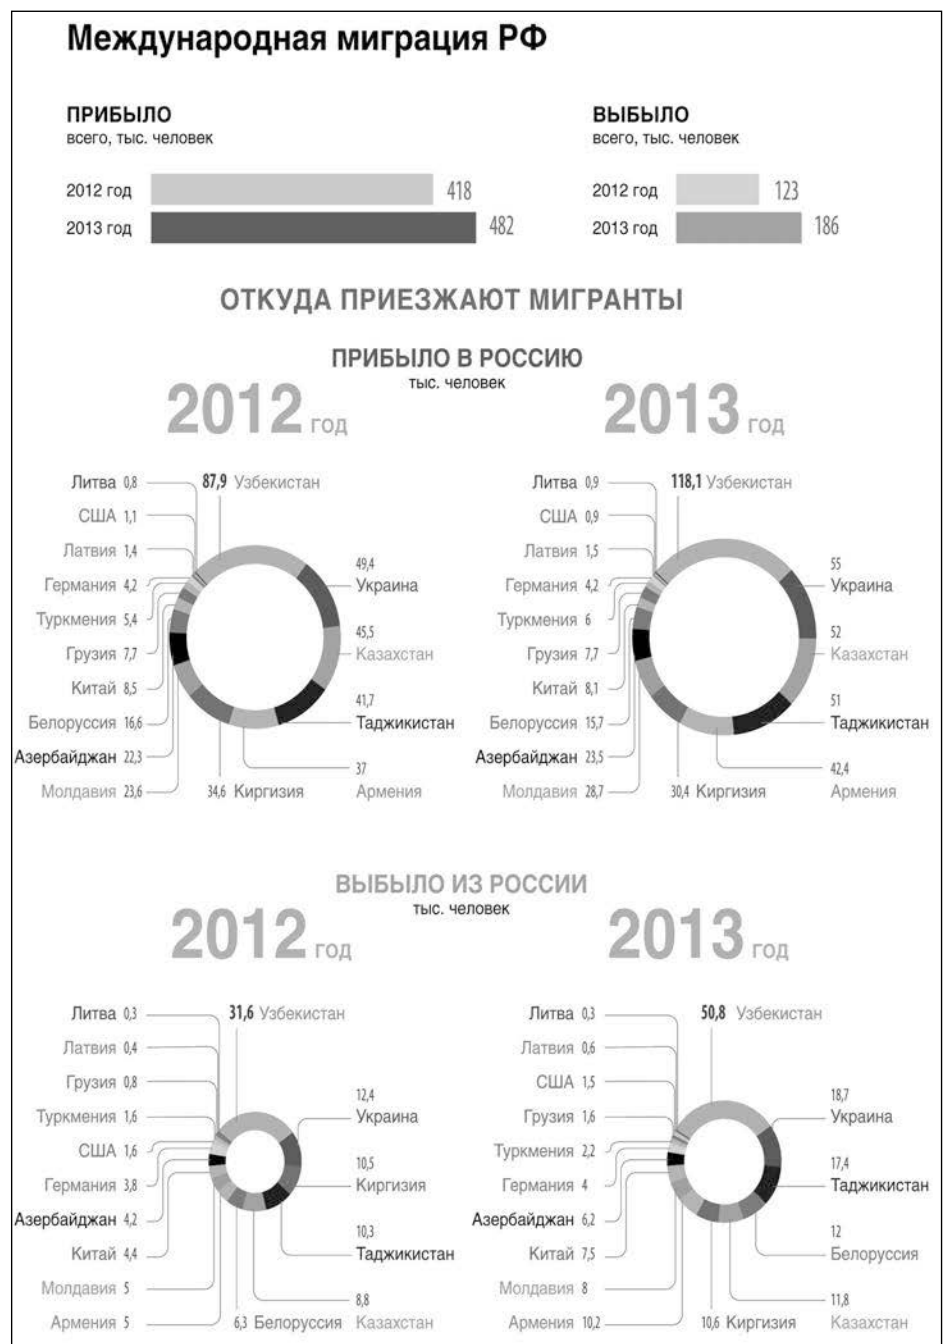 Международная миграция РФ
ПРИБЫЛО
всего, тыс. человек
2012 год 418
2013 год 482
ВЫБЫЛО
всего, тыс. человек
2012 год 123
2013 год 186
ОТКУДА ПРИЕЗЖАЮТ МИГРАНТЫ
ПРИБЫЛО В РОССИЮ
тыс. человек
2012 год
Литва 0,8
87,9 Узбекистан
США 1,1
Латвия 1,4
Германия 4,2
Туркмения 5,4
Грузия 7,7
Китай 8,5
Белоруссия 16,6
Азербайджан 22,3
Молдавия 23,6
34,6 Киргизия
49,4
Украина
45,5
Казахстан
41,7
Таджикистан
37
Армения
2013 год
Литва 0,9
118,1 Узбекистан
США 0,9
Латвия 1,5
Германия 4,2
Туркмения 6
Грузия 7,7
Китай 8,1
Белоруссия 15,7
Азербайджан 23,5
Молдавия 28,7
30,4 Киргизия
55
Украина
52
Казахстан
51
Таджикистан
42,4
Армения
ВЫБЫЛО ИЗ РОССИИ
тыс. человек
2012 год
Литва 0,3
31,6 Узбекистан
Латвия 0,4
Грузия 0,8
Туркмения 1,6
США 1,6
Германия 3,8
Азербайджан 4,2
Китай 4,4
Молдавия 5
Армения 5
6,3 Белоруссия
12,4
Украина
10,5
Киргизия
10,3
Таджикистан
8,8
Казахстан
2013 год
Литва 0,3
50,8 Узбекистан
Латвия 0,6
США 1,5
Грузия 1,6
Туркмения 2,2
Германия 4
Азербайджан 6,2
Китай 7,5
Молдавия 8
Армения 10,2
10,6 Киргизия
18,7
Украина
17,4
Таджикистан
12
Белоруссия
11,8
Казахстан